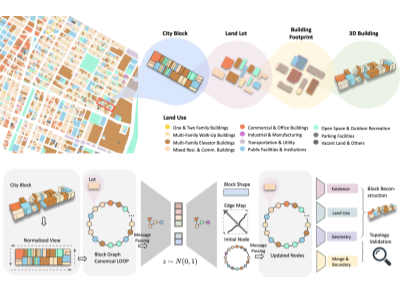 City Block
Land Lot
Building
Footprint
3D Building
Land Use
One & Two Family Buildings
Multi-Family Walk-Up Buildings
Multi-Family Elevator Buildings
Mixed Resi. & Comm. Buildings
Commercial & Office Buildings
Industrial & Manufacturing
Transportation & Utility
Public Facilities & Institutions
Open Space & Outdoor Recreation
Parking Facilities
Vacant Land & Others
City Block
Normalized View
Lot
Block Graph
Canonical LOOP
Message
Passing
z ~ N(0, 1)
Block Shape
Edge Map
Initial Node
Message
Passing
Updated Nodes
Existence
Land Use
Geometry
Merge &
Boundary
Block Recon-
struction
Topology
Validation